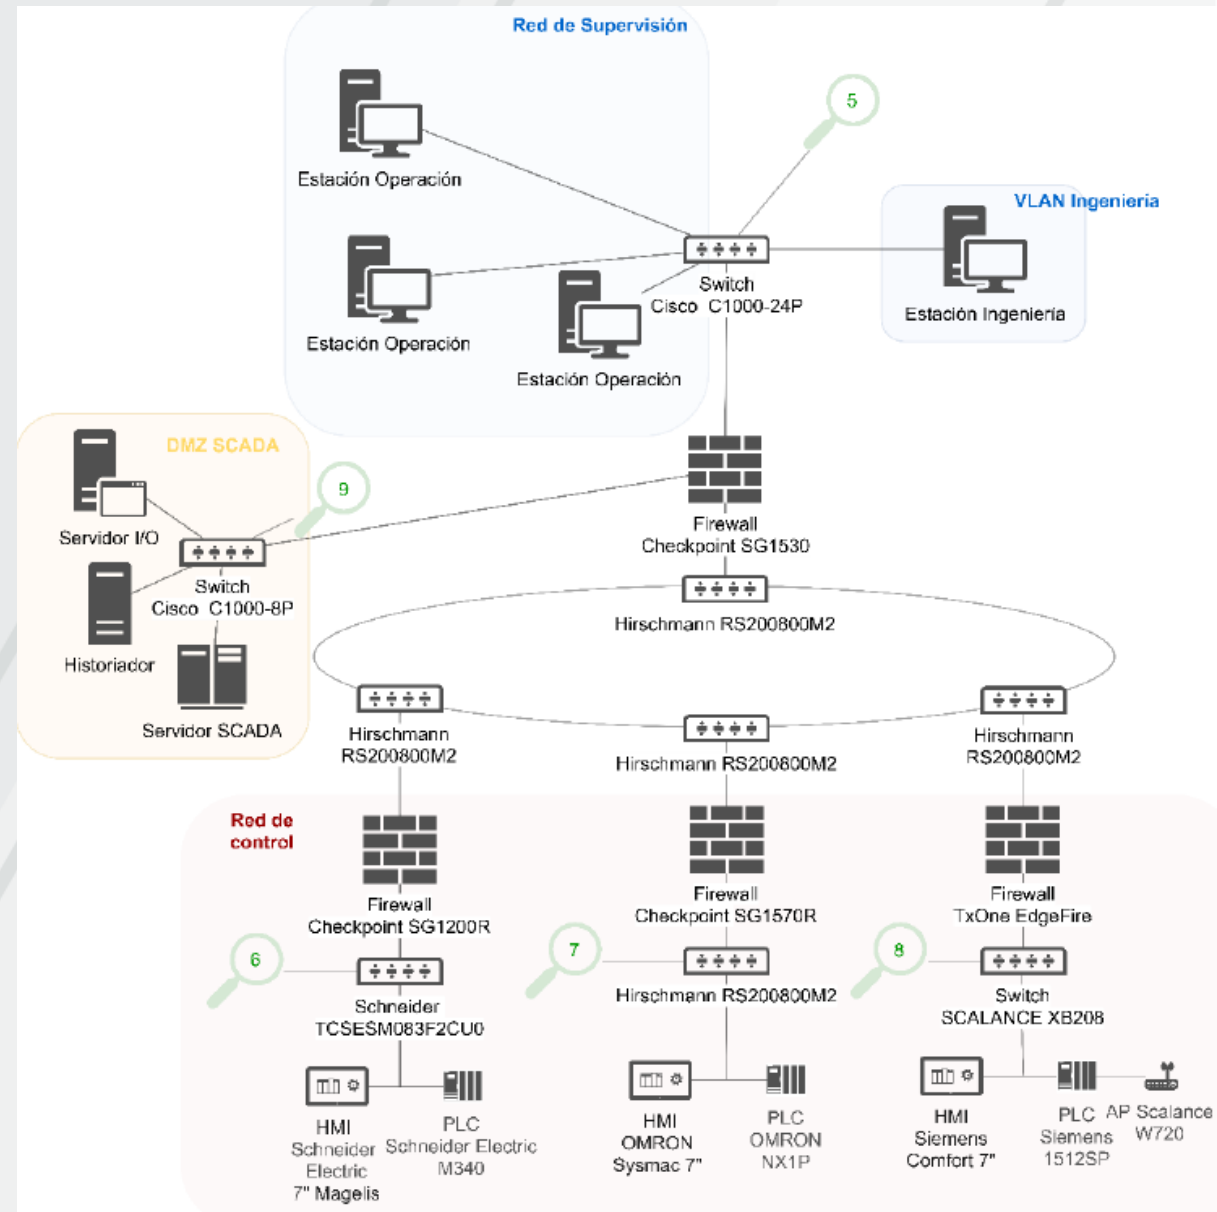 Red de Supervisión
5
Estación Operación
VLAN Ingenieria
Switch
Cisco C1000-24P
Estación Ingeniería
Estación Operación
Estación Operación
DMZ SCADA
9
Servidor I/O
Switch
Cisco C1000-8P
Historiador
Servidor SCADA
Firewall
Checkpoint SG1530
Hirschmann RS200800M2
Hirschmann
RS200800M2
Hirschmann RS200800M2
Hirschmann
RS200800M2
Red de
control
Firewall
Checkpoint SG1200R
Firewall
Checkpoint SG1570R
Firewall
TxOne EdgeFire
6
7
8
Schneider
TCSESM083F2CU0
Hirschmann RS200800M2
Switch
SCALANCE XB208
HMI
Schneider
Electric
7" Magelis
PLC
Schneider Electric
M340
HMI
OMRON
Sysmac 7"
PLC
OMRON
NX1P
HMI
Siemens
Comfort 7"
PLC
Siemens
1512SP
AP Scalance
W720